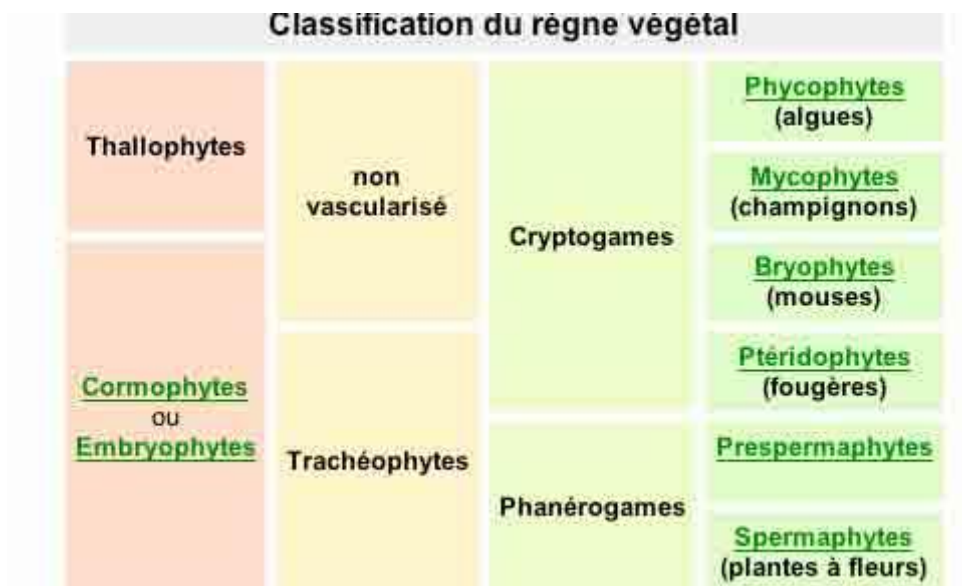 Classification du règne végétal
Thallophytes
Cormophytes
ou
Embryophytes
non
vascularisé
Trachéophytes
Cryptogames
Phanérogames
Phycophytes
(algues)
Mycophytes
(champignons)
Bryophytes
(mouses)
Ptéridophytes
(fougères)
Prespermaphytes
Spermaphytes
(plantes à fleurs)